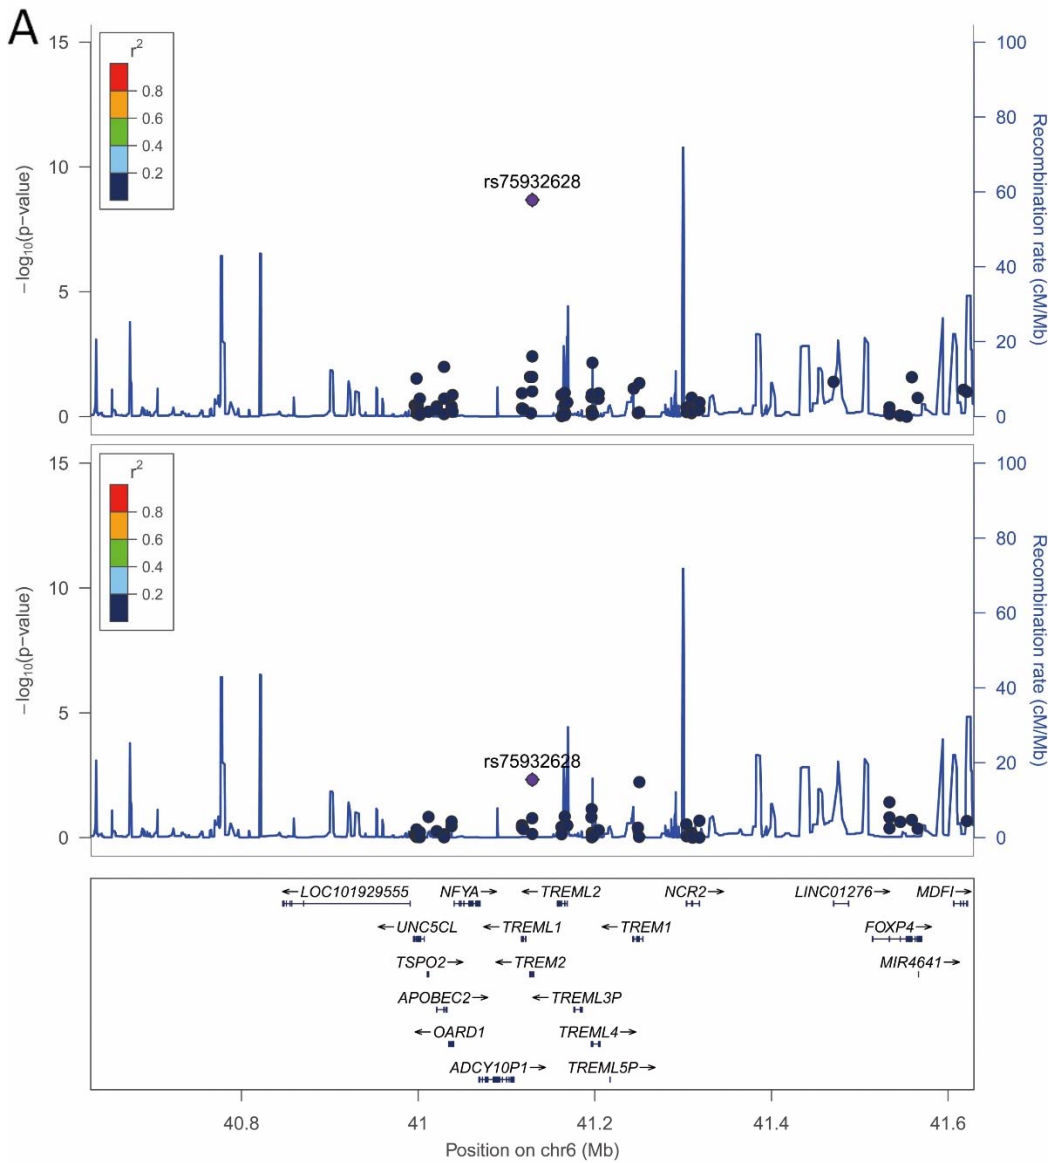 A
15
10
5
0
−log10(p−value)
r2
0.8
0.6
0.4
0.2
rs75932628
100
80
60
40
20
0
Recombination rate (cM/Mb)
15
10
5
0
−log10(p−value)
r2
0.8
0.6
0.4
0.2
rs75932628
100
80
60
40
20
0
Recombination rate (cM/Mb)
←LOC101929555 NFYA→ ←TREML2 NCR2→ LINC01276→ MDFI→
←UNC5CL ←TREML1 ←TREM1 FOXP4→
TSPO2→ ←TREM2 MIR4641→
APOBEC2→ ←TREML3P
←OARD1 TREML4→
ADCY10P1→ TREML5P→
40.8 41 41.2 41.4 41.6
Position on chr6 (Mb)